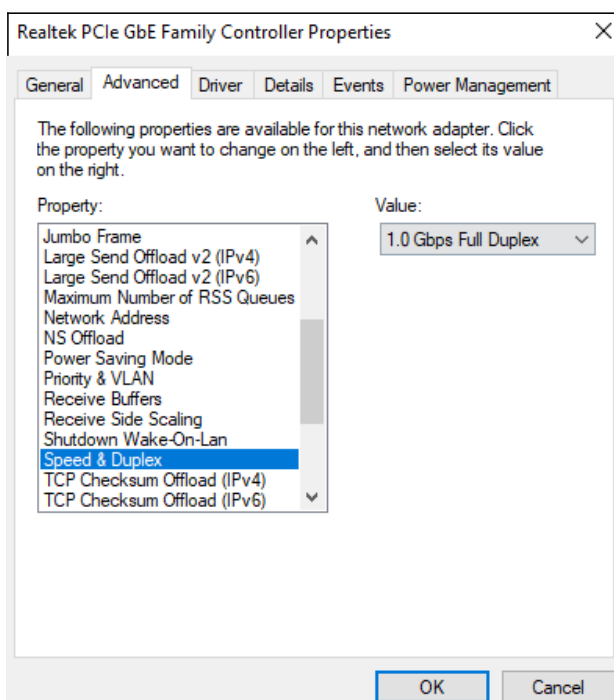 Realtek PCIe GbE Family Controller Properties
General Advanced Driver Details Events Power Management
The following properties are available for this network adapter. Click
the property you want to change on the left, and then select its value
on the right.
Property:
Value:
Jumbo Frame
Large Send Offload v2 (IPv4)
Large Send Offload v2 (IPv6)
Maximum Number of RSS Queues
Network Address
NS Offload
Power Saving Mode
Priority & VLAN
Receive Buffers
Receive Side Scaling
Shutdown Wake-On-Lan
Speed & Duplex
TCP Checksum Offload (IPv4)
TCP Checksum Offload (IPv6)
1.0 Gbps Full Duplex
OK Cancel